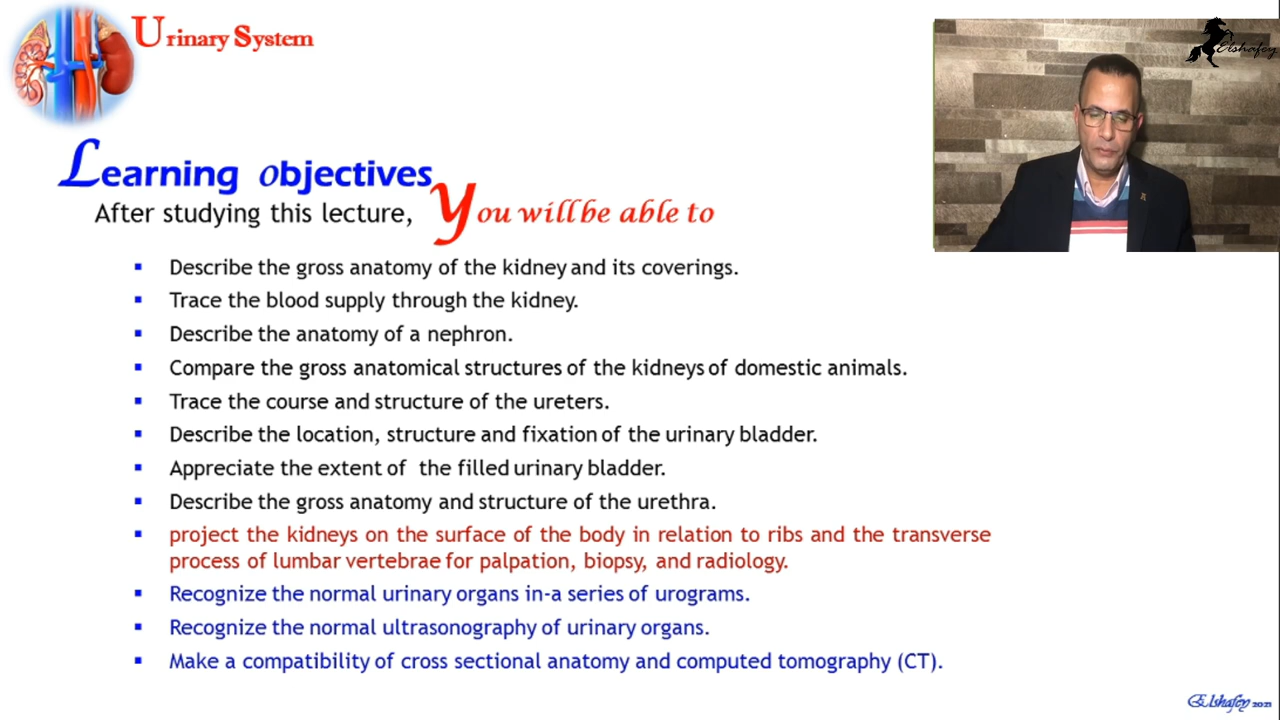 Urinary System
Elshafey
Learning objectives
After studying this lecture, You will be able to
Describe the gross anatomy of the kidney and its coverings.
Trace the blood supply through the kidney.
Describe the anatomy of a nephron.
Compare the gross anatomical structures of the kidneys of domestic animals.
Trace the course and structure of the ureters.
Describe the location, structure and fixation of the urinary bladder.
Appreciate the extent of the filled urinary bladder.
Describe the gross anatomy and structure of the urethra.
project the kidneys on the surface of the body in relation to ribs and the transverse
process of lumbar vertebrae for palpation, biopsy, and radiology.
Recognize the normal urinary organs in-a series of urograms.
Recognize the normal ultrasonography of urinary organs.
Make a compatibility of cross sectional anatomy and computed tomography (CT).
Elshafey 2021